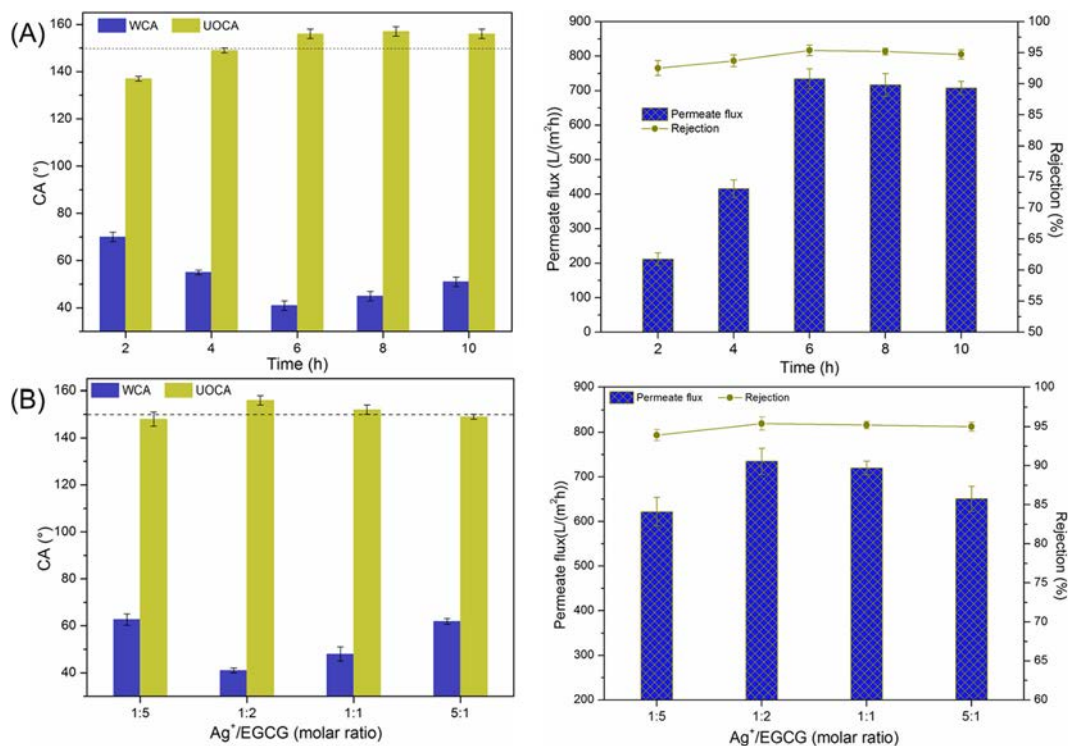 (A)
WCA UOCA
160
140
120
100
80
60
40
CA (°)
2 4 6 8 10
Time (h)
900
800
700
600
500
400
300
200
100
0
Permeate flux (L/(m²h))
Permeate flux
Rejection
100
95
90
85
80
75
70
65
60
55
50
Rejection (%)
2 4 6 8 10
Time (h)
(B)
WCA UOCA
160
140
120
100
80
60
40
CA (°)
1:5 1:2 1:1 5:1
Ag⁺/EGCG (molar ratio)
900
800
700
600
500
400
300
200
Permeate flux(L/(m²h))
Permeate flux Rejection
100
95
90
85
80
75
70
65
60
Rejection (%)
1:5 1:2 1:1 5:1
Ag⁺/EGCG (molar ratio)